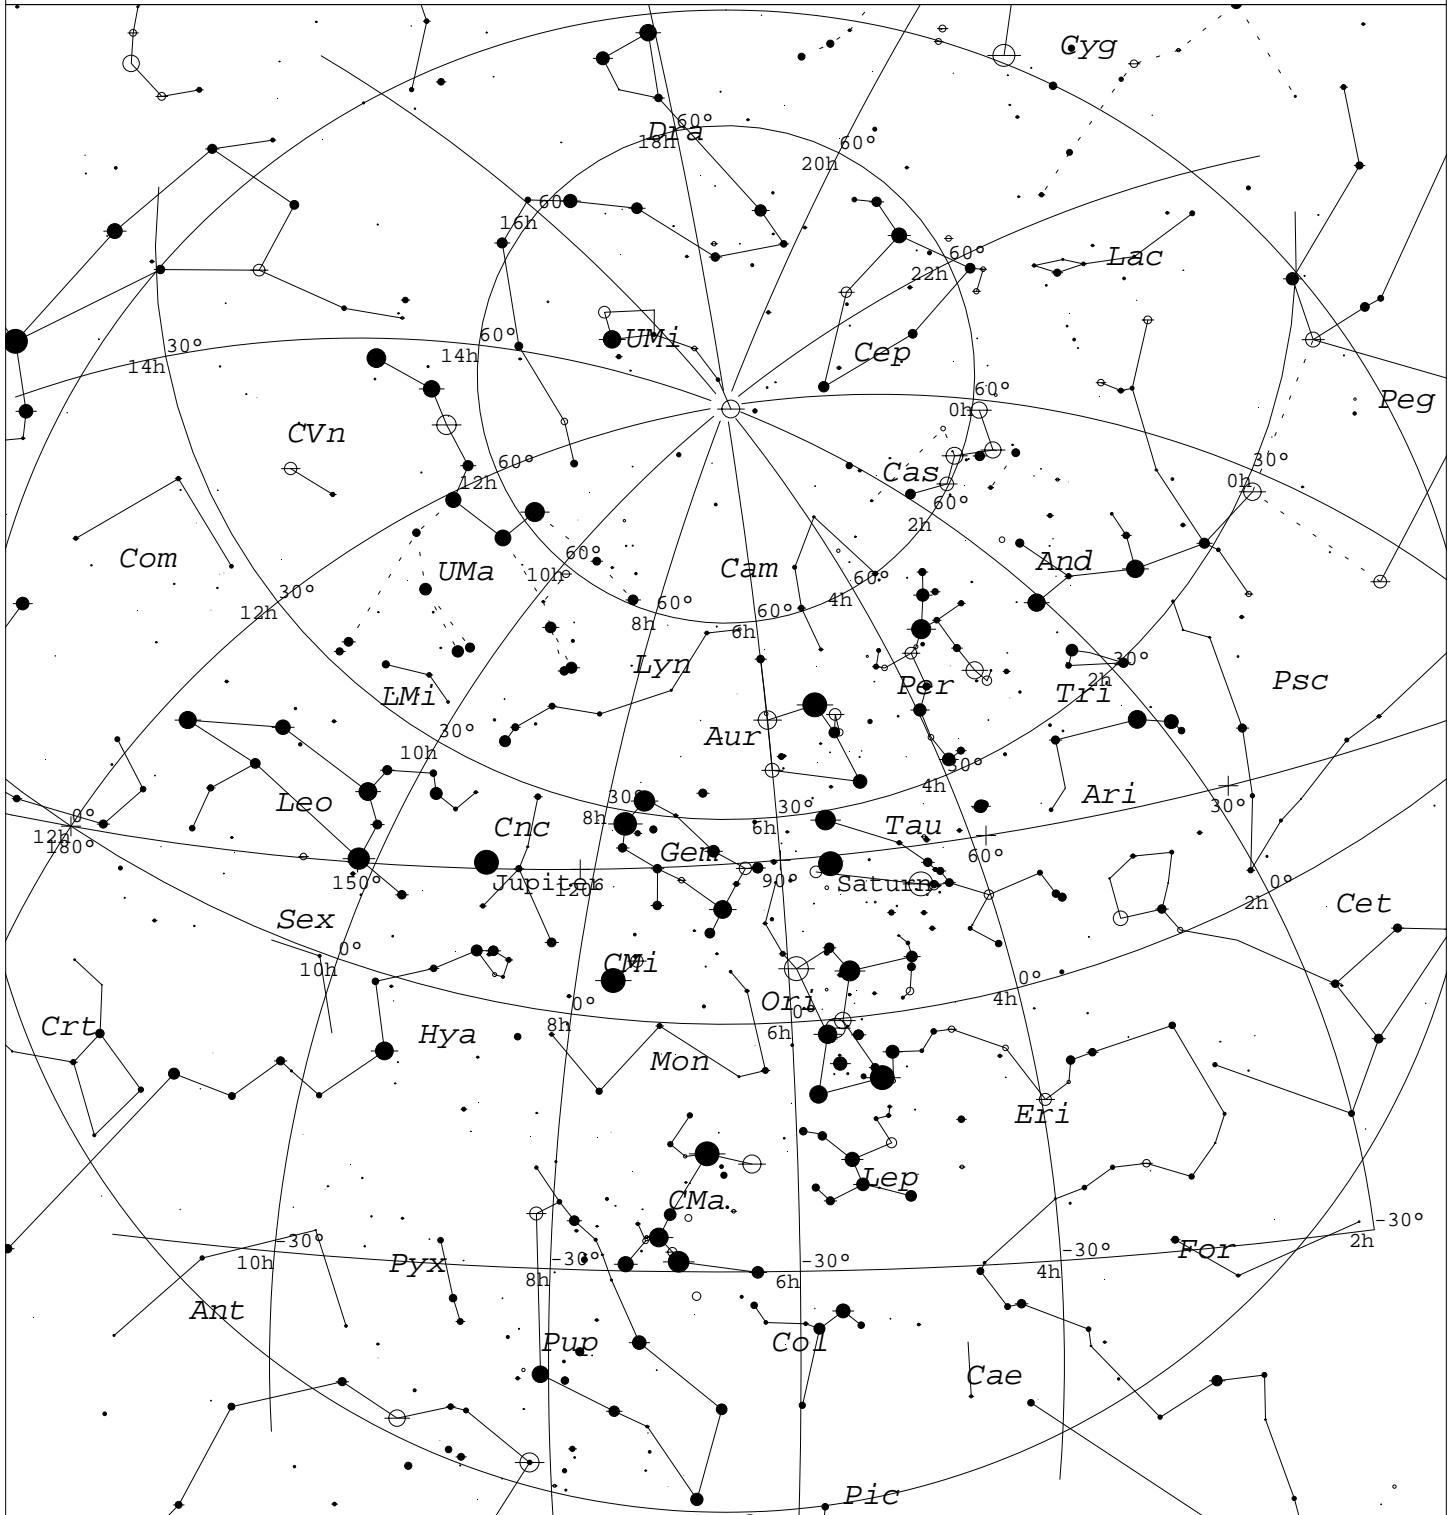 Cyg
Dra
60°
18h
60°
20h
60°
16h
60°
22h
Lac
30°
14h
60°
14h
UMi
Cep
60°
0h
Peg
CVn
60°
12h
Cas
60°
2h
30°
0h
Com
UMa
60°
10h
Cam
60°
4h
And
30°
12h
60°
8h
60°
6h
Lyn
LMi
Per
30°
2h
Tri
Psc
30°
10h
Aur
30°
4h
Leo
Cnc
30°
8h
30°
6h
Tau
Ari
30°
0°
12h
180°
Gem
60°
150°
Jupiter
120°
90°
Saturn
0°
2h
Cet
Sex
0°
10h
CMi
0°
8h
Ori
0°
6h
0°
4h
Crt
Hya
Mon
Eri
Lep
CMa
-30°
10h
Pyx
-30°
8h
-30°
6h
-30°
4h
For
-30°
2h
Ant
Pup
Col
Cae
Pic